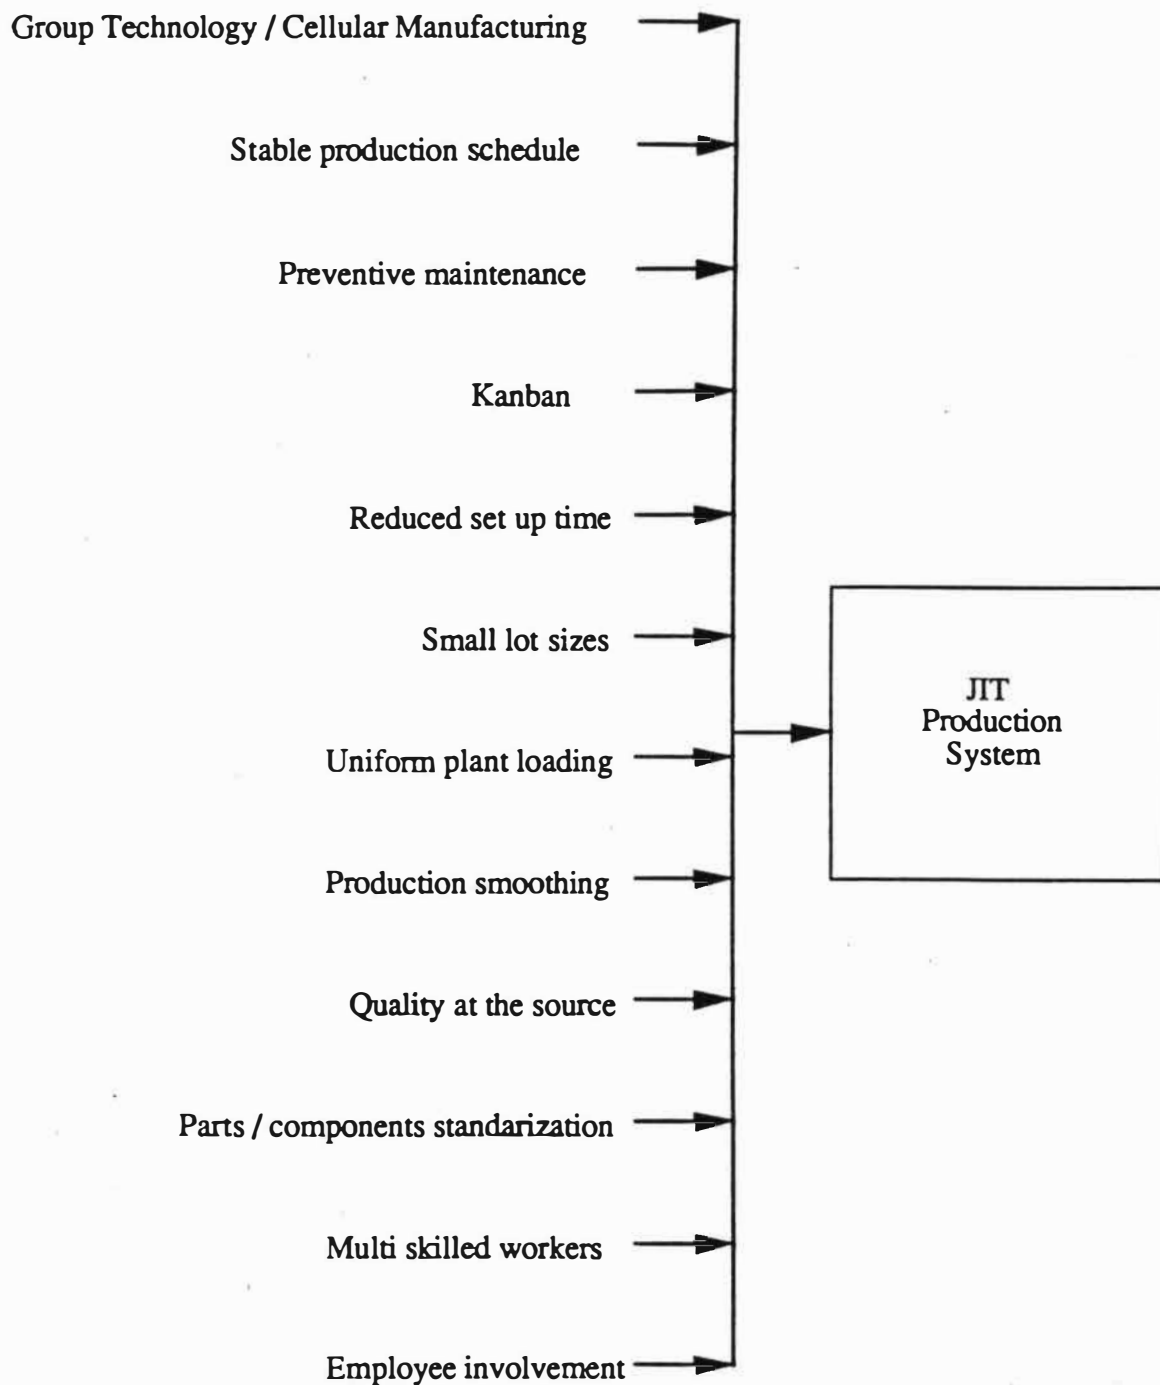 Group Technology / Cellular Manufacturing
Stable production schedule
Preventive maintenance
Kanban
Reduced set up time
Small lot sizes
JIT
Production
System
Uniform plant loading
Production smoothing
Quality at the source
Parts / components standarization
Multi skilled workers
Employee involvement